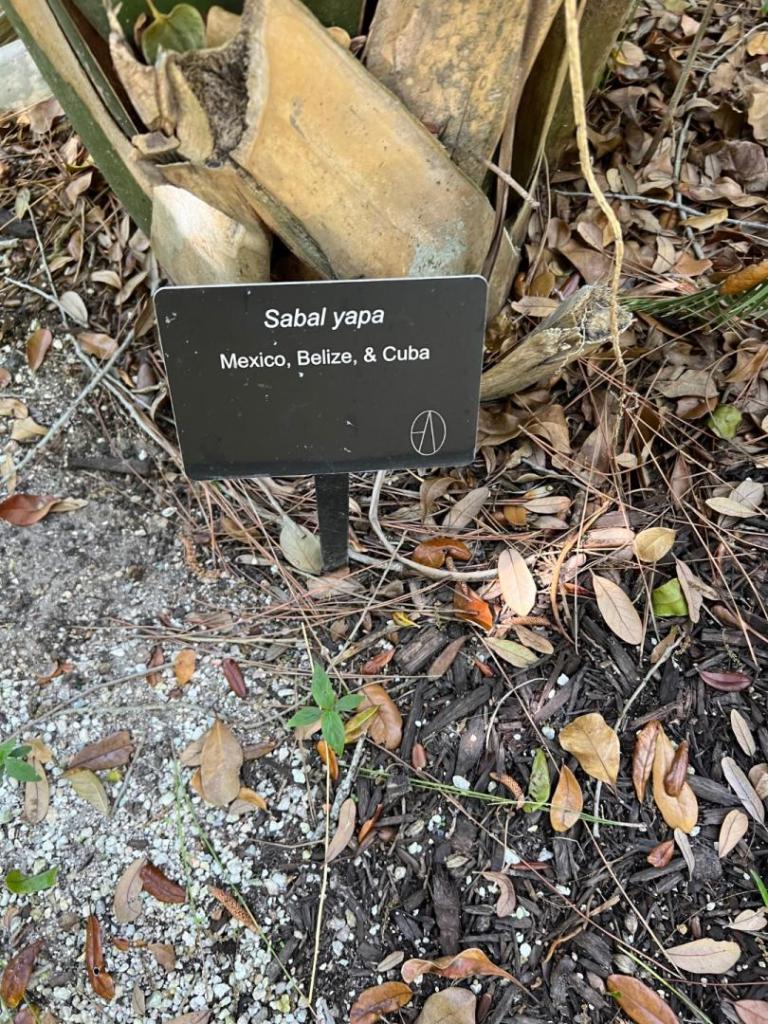 Sabal yapa
Mexico, Belize, & Cuba